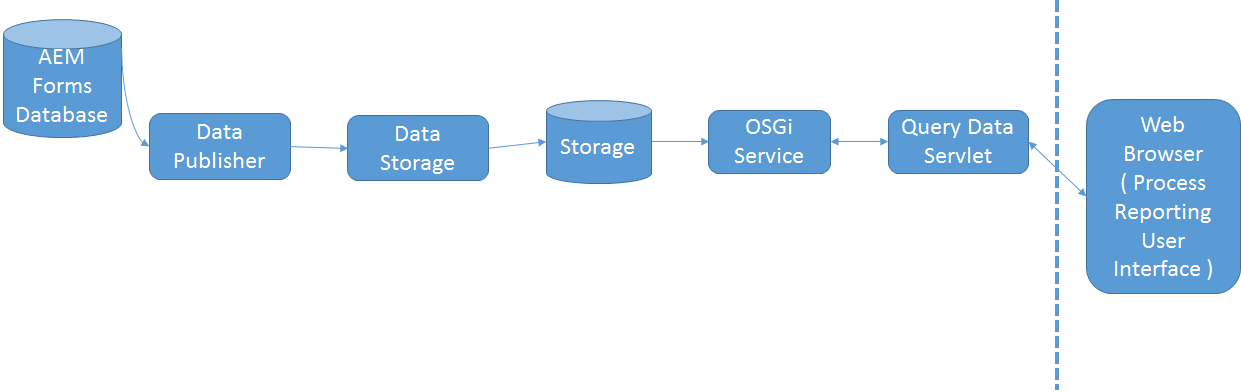 AEM
Forms
Database
Data
Publisher
Data
Storage
Storage
OSGi
Service
Query Data
Servlet
Web
Browser
( Process
Reporting
User
Interface )